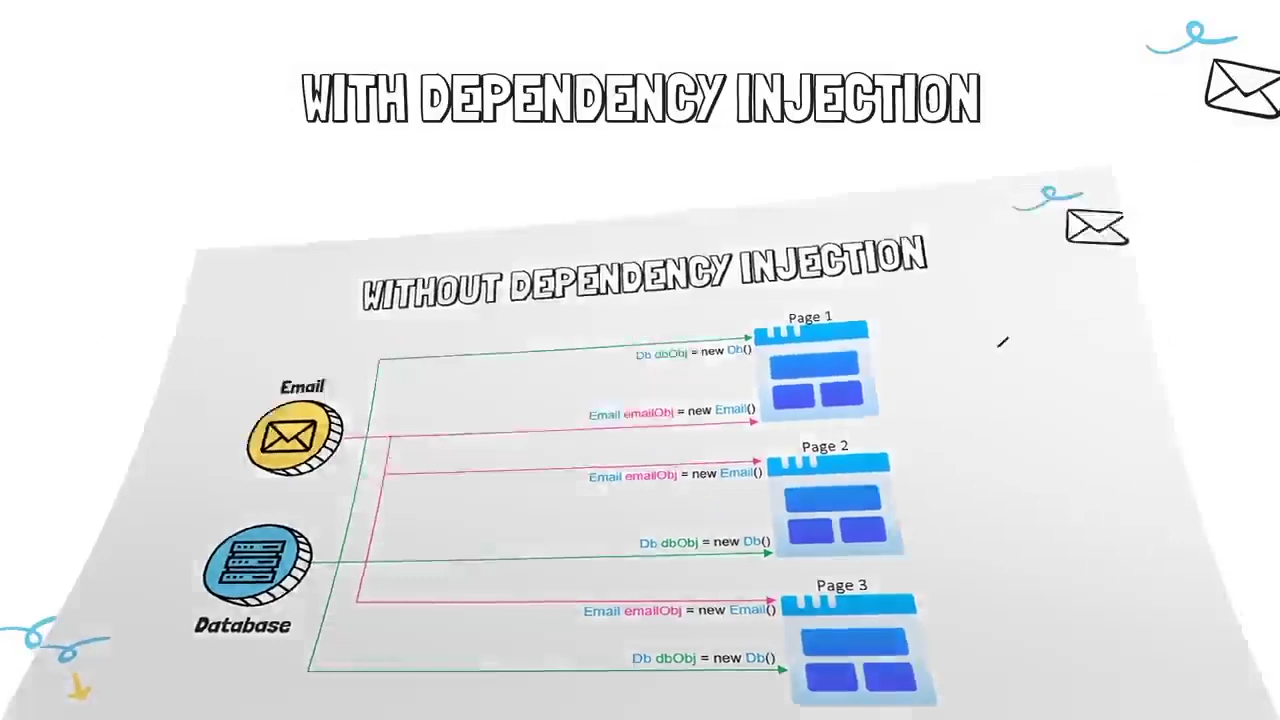 WITH DEPENDENCY INJECTION
WITHOUT DEPENDENCY INJECTION
Page 1
Db dbObj = new Db()
Email
Email emailObj = new Email()
Page 2
Email emailObj = new Email()
Db dbObj = new Db()
Database
Page 3
Email emailObj = new Email()
Db dbObj = new Db()